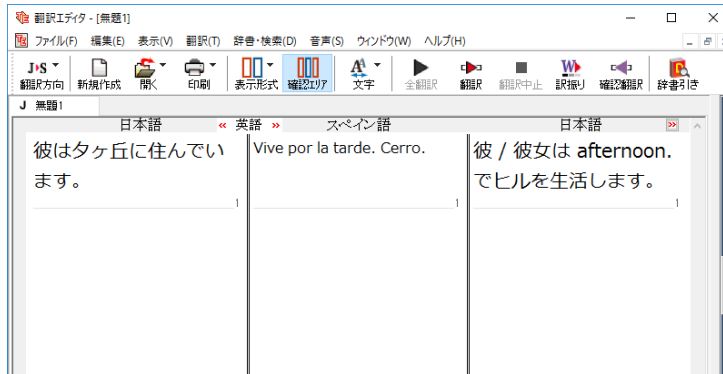 翻訳エディタ - [無題1]
ファイル(F) 編集(E) 表示(V) 翻訳(T) 辞書・検索(D) 音声(S) ウィンドウ(W) ヘルプ(H)
J▸S
翻訳方向 新規作成 開く 印刷 表示形式 確認エリア 文字 全翻訳 翻訳 翻訳中止 訳振り 確認翻訳 辞書引き
J 無題1
日本語 « 英語 » スペイン語 日本語 »
彼は夕ヶ丘に住んでい
ます。
1
Vive por la tarde. Cerro.
1
彼 / 彼女は afternoon.
でヒルを生活します。
1